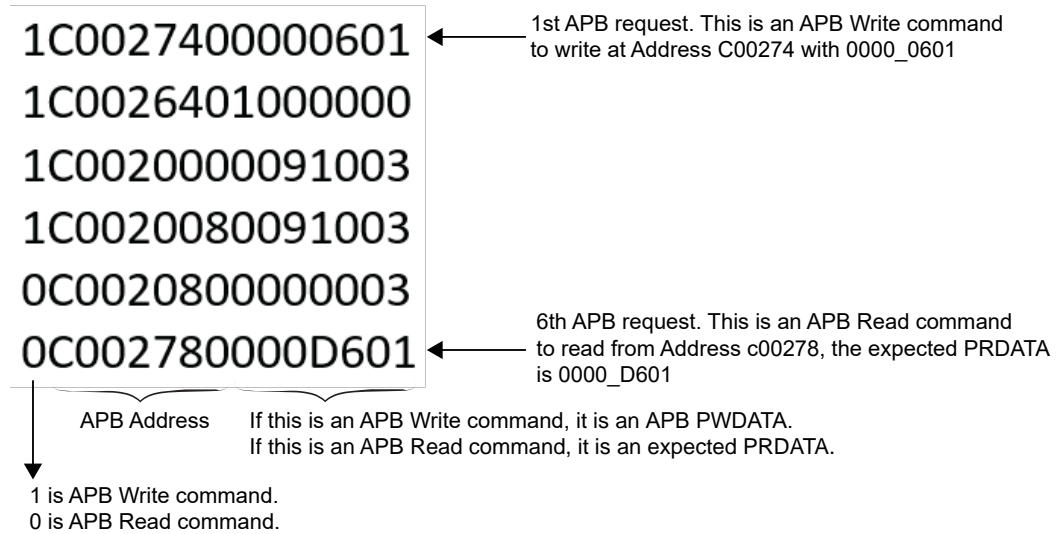 1C0027400000601
1st APB request. This is an APB Write command
to write at Address C00274 with 0000_0601
1C0026401000000
1C0020000091003
1C0020080091003
0C0020800000003
0C002780000D601
6th APB request. This is an APB Read command
to read from Address c00278, the expected PRDATA
is 0000_D601
APB Address
If this is an APB Write command, it is an APB PWDATA.
If this is an APB Read command, it is an expected PRDATA.
1 is APB Write command.
0 is APB Read command.